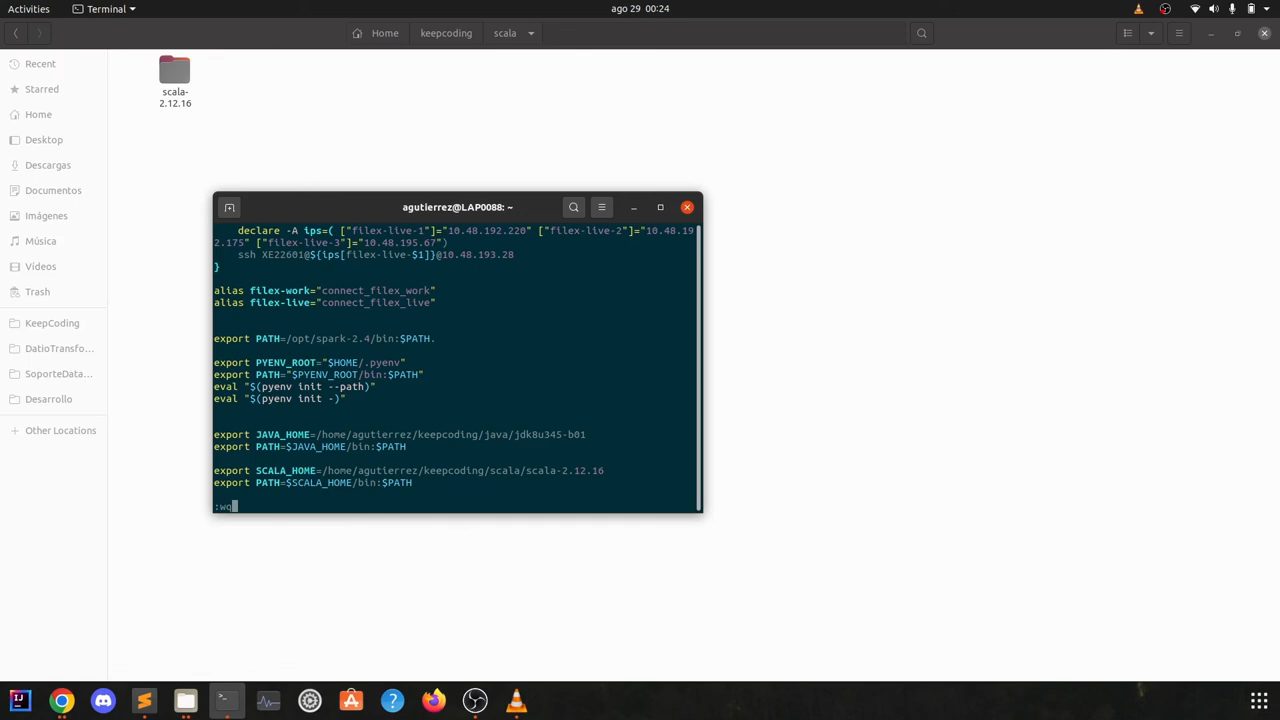 Activities
Terminal
ago 29 00:24
Home
keepcoding
scala
Recent
Starred
Home
Desktop
Descargas
Documentos
Imágenes
Música
Videos
Trash
KeepCoding
DatioTransfo...
SoporteData...
Desarrollo
Other Locations
scala-
2.12.16
agutierrez@LAP0088: ~
declare -A ips=( ["filex-live-1"]="10.48.192.220" ["filex-live-2"]="10.48.19
2.175" ["filex-live-3"]="10.48.195.67")
ssh XE22601@${ips[filex-live-$1]}@10.48.193.28
}
alias filex-work="connect_filex_work"
alias filex-live="connect_filex_live"
export PATH=/opt/spark-2.4/bin:$PATH.
export PYENV_ROOT="$HOME/.pyenv"
export PATH="$PYENV_ROOT/bin:$PATH"
eval "$(pyenv init --path)"
eval "$(pyenv init -)"
export JAVA_HOME=/home/agutierrez/keepcoding/java/jdk8u345-b01
export PATH=$JAVA_HOME/bin:$PATH
export SCALA_HOME=/home/agutierrez/keepcoding/scala/scala-2.12.16
export PATH=$SCALA_HOME/bin:$PATH
:wq
IJ